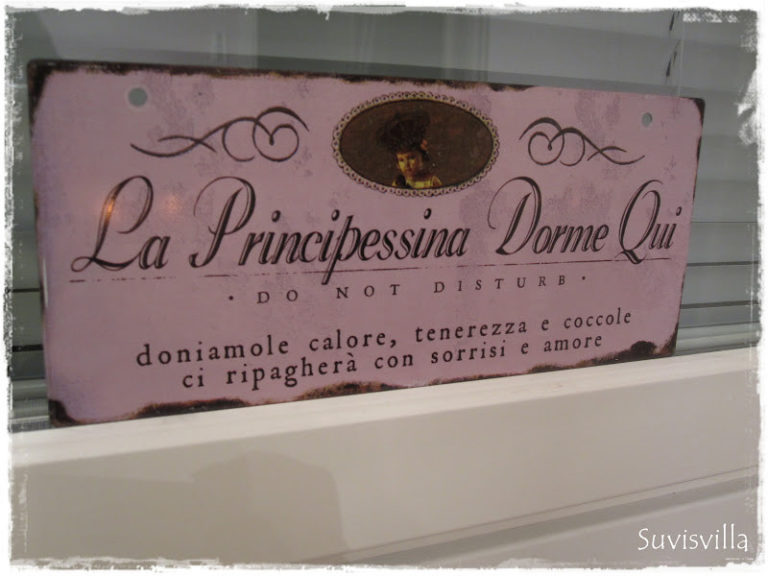 La Principessina Dorme Qui
· DO NOT DISTURB ·
doniamole calore, tenerezza e coccole
ci ripagherà con sorrisi e amore
Suvisvilla